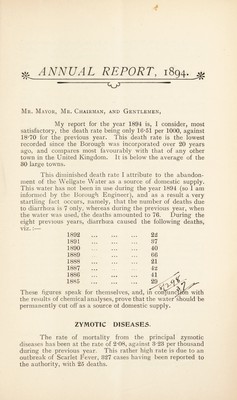 ANNUAL REPORT, 1894.
MR. MAYOR, MR. CHAIRMAN, AND GENTLEMEN,
My report for the year 1894 is, I consider, most
satisfactory, the death rate being only 16·51 per 1000, against
18·70 for the previous year. This death rate is the lowest
recorded since the Borough was incorporated over 20 years
ago, and compares most favourably with that of any other
town in the United Kingdom. It is below the average of the
30 large towns.
This diminished death rate I attribute to the abandon-
ment of the Wellgate Water as a source of domestic supply.
This water has not been in use during the year 1894 (so I am
informed by the Borough Engineer), and as a result a very
startling fact occurs, namely, that the number of deaths due
to diarrhœa is 7 only, whereas during the previous year, when
the water was used, the deaths amounted to 76. During the
eight previous years, diarrhœa caused the following deaths,
viz. :—
1892 ... ... ... 22
1891 ... ... ... 37
1890 ... ... ... 40
1889 ... ... ... 66
1888 ... ... ... 21
1887 ... ... ... 42
1886 ... ... ... 41
1885 ... ... ... 29
These figures speak for themselves, and, in conjunction with
the results of chemical analyses, prove that the water should be
permanently cut off as a source of domestic supply.
ZYMOTIC DISEASES.
The rate of mortality from the principal zymotic
diseases has been at the rate of 2·08, against 3·23 per thousand
during the previous year. This rather high rate is due to an
outbreak of Scarlet Fever, 327 cases having been reported to
the authority, with 25 deaths.